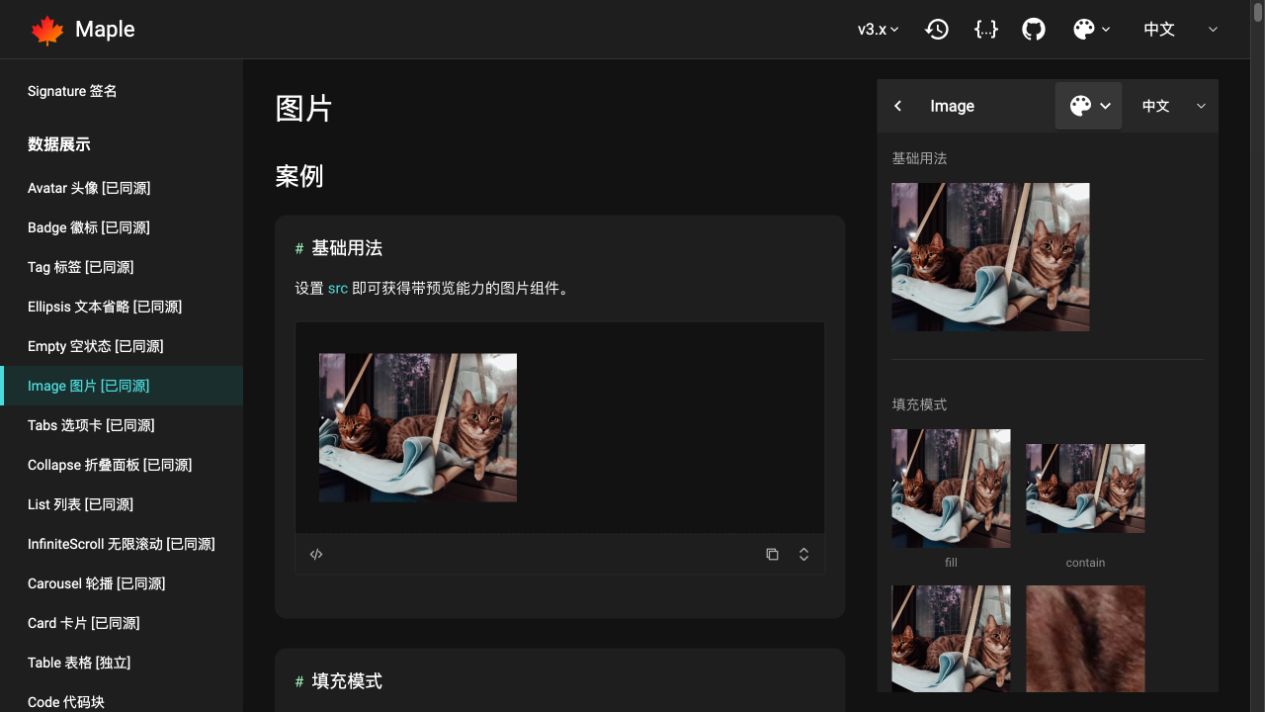 Maple
v3.x
{...}
中文
Signature 签名
数据展示
Avatar 头像 [已同源]
Badge 徽标 [已同源]
Tag 标签 [已同源]
Ellipsis 文本省略 [已同源]
Empty 空状态 [已同源]
Image 图片 [已同源]
Tabs 选项卡 [已同源]
Collapse 折叠面板 [已同源]
List 列表 [已同源]
InfiniteScroll 无限滚动 [已同源]
Carousel 轮播 [已同源]
Card 卡片 [已同源]
Table 表格 [独立]
Code 代码块
图片
案例
# 基础用法
设置 src 即可获得带预览能力的图片组件。
# 填充模式
Image
中文
基础用法
填充模式
fill
contain